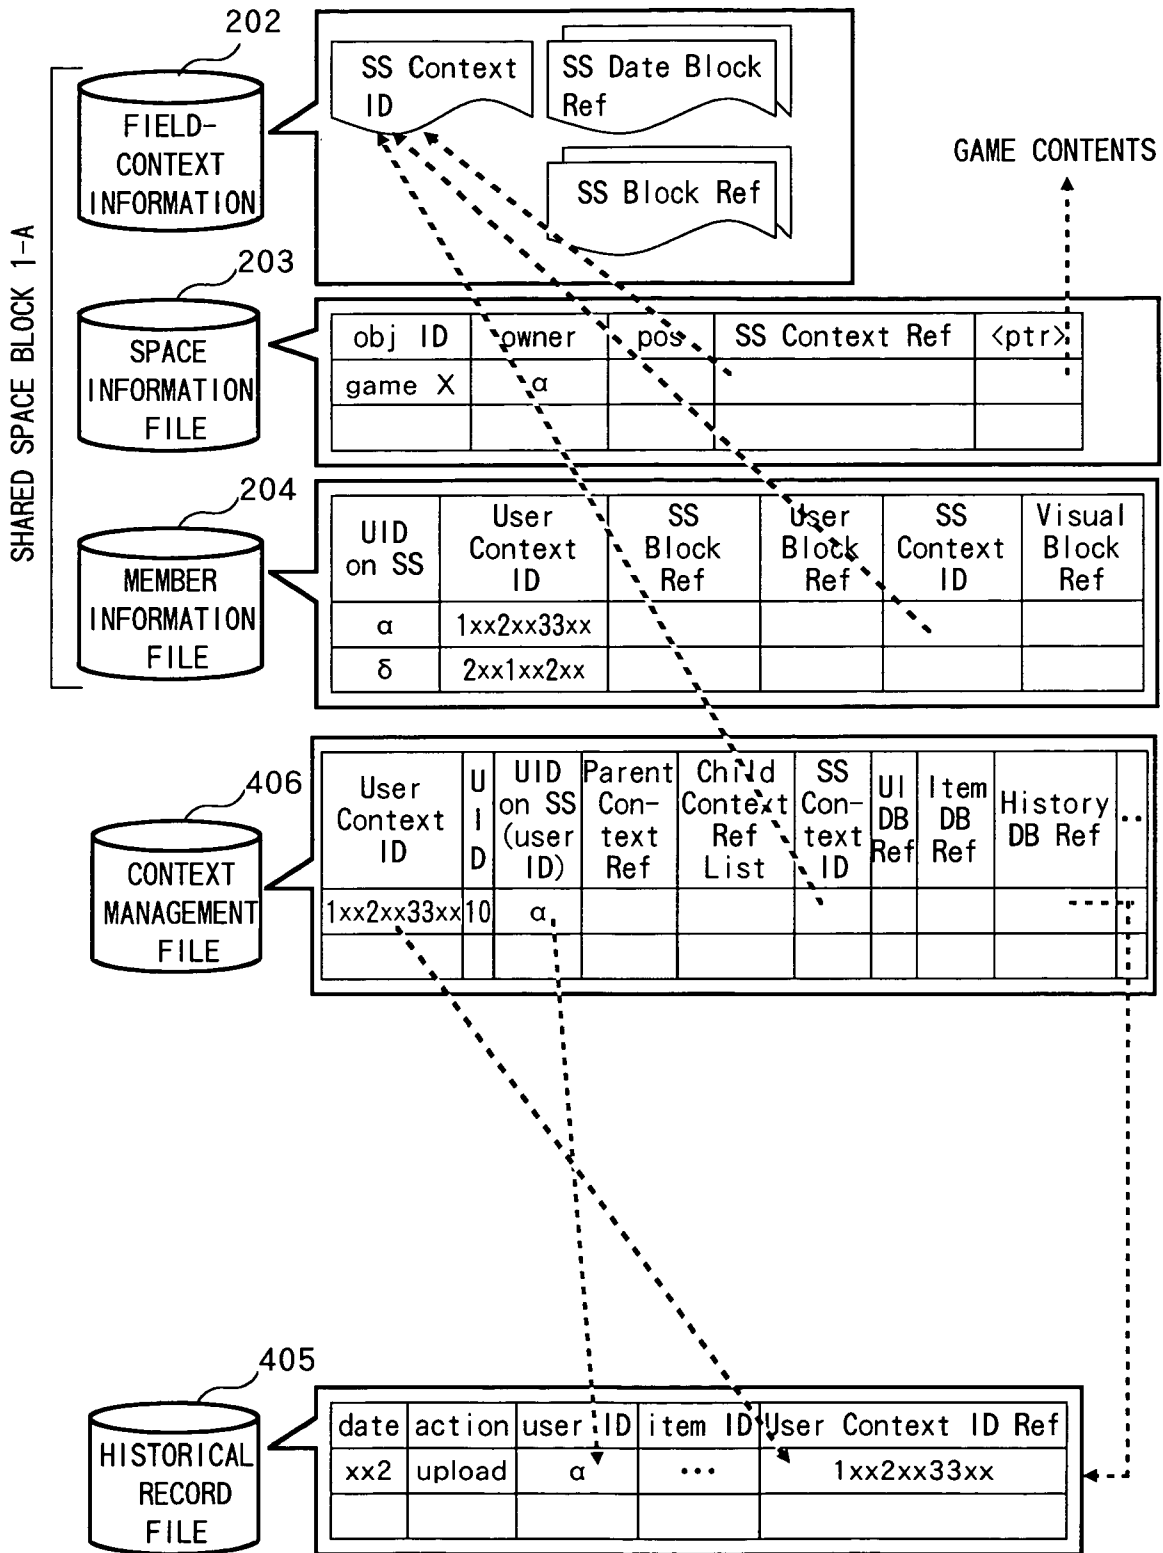 202
SS Context
ID
SS Date Block
Ref
SS Block Ref
FIELD-
CONTEXT
INFORMATION
GAME CONTENTS
SHARED SPACE BLOCK 1-A
203
SPACE
INFORMATION
FILE
obj ID owner pos SS Context Ref <ptr>
game X α
204
MEMBER
INFORMATION
FILE
UID
on SS
User
Context
ID
SS
Block
Ref
User
Block
Ref
SS
Context
ID
Visual
Block
Ref
α 1xx2xx33xx
δ 2xx1xx2xx
406
CONTEXT
MANAGEMENT
FILE
User
Context
ID
U
I
D
UID
on SS
(user
ID)
Parent
Con-
text
Ref
Child
Context
Ref
List
SS
Con-
text
ID
UI
DB
Ref
Item
DB
Ref
History
DB Ref
··
1xx2xx33xx 10 α
405
HISTORICAL
RECORD
FILE
date action user ID item ID User Context ID Ref
xx2 upload α ··· 1xx2xx33xx